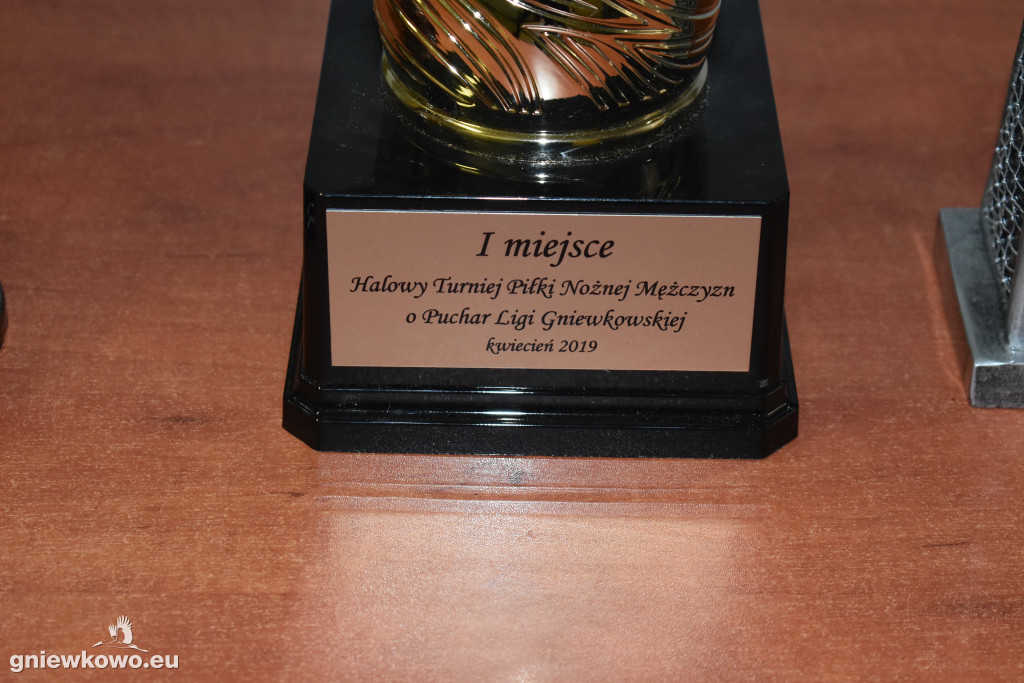 I miejsce
Halowy Turniej Piłki Nożnej Mężczyzn
o Puchar Ligi Gniewkowskiej
kwiecień 2019
gniewkowo.eu